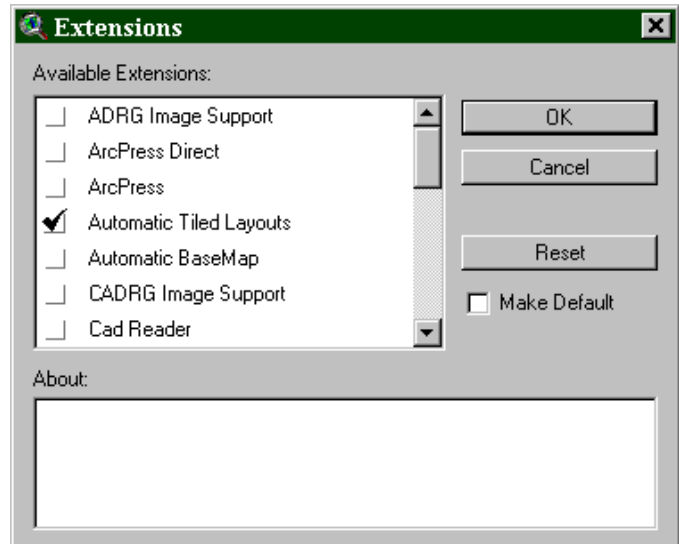 Extensions
Available Extensions:
ADRG Image Support
ArcPress Direct
ArcPress
Automatic Tiled Layouts
Automatic BaseMap
CADRG Image Support
Cad Reader
OK
Cancel
Reset
Make Default
About: